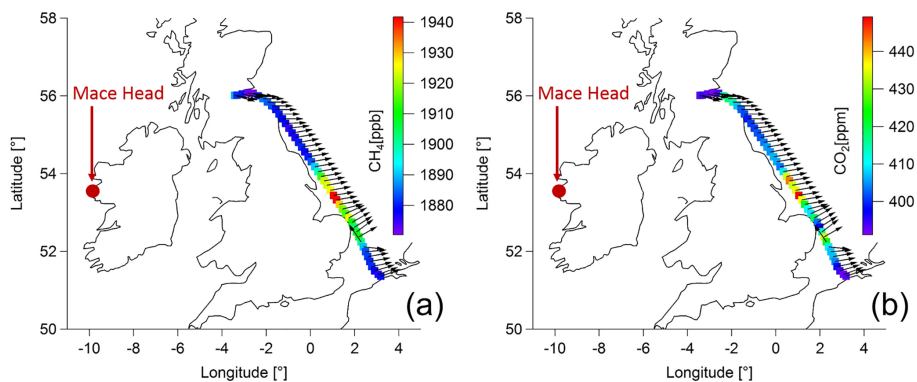 58
56
54
52
50
Latitude [°]
Mace Head
1940
1930
1920
1910
1900
1890
1880
CH₄[ppb]
(a)
-10 -8 -6 -4 -2 0 2 4
Longitude [°]
58
56
54
52
50
Latitude [°]
Mace Head
440
430
420
410
400
CO₂[ppm]
(b)
-10 -8 -6 -4 -2 0 2 4
Longitude [°]